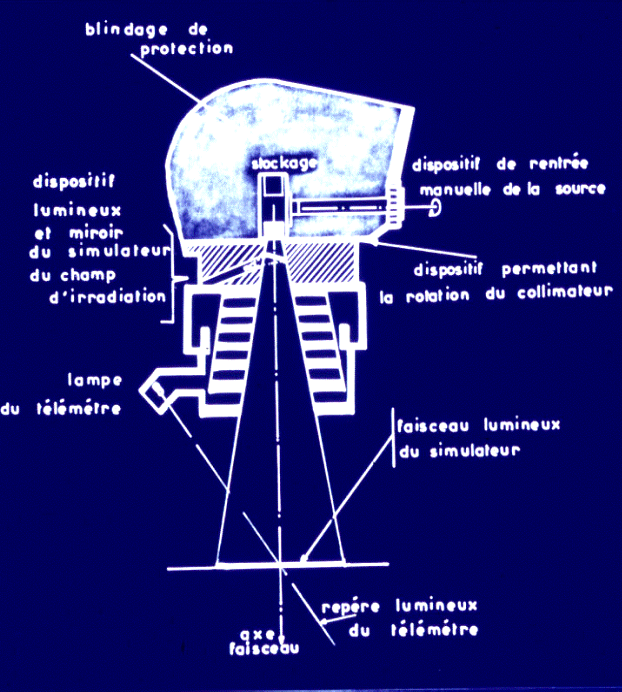 blindage de
protection
stockage
dispositif de rentrée
manuelle de la source
dispositif
lumineux
et miroir
du simulateur
du champ
d'irradiation
dispositif permettant
la rotation du collimateur
lampe
du télémétre
faisceau lumineux
du simulateur
repére lumineux
du télémétre
axe
faisceau